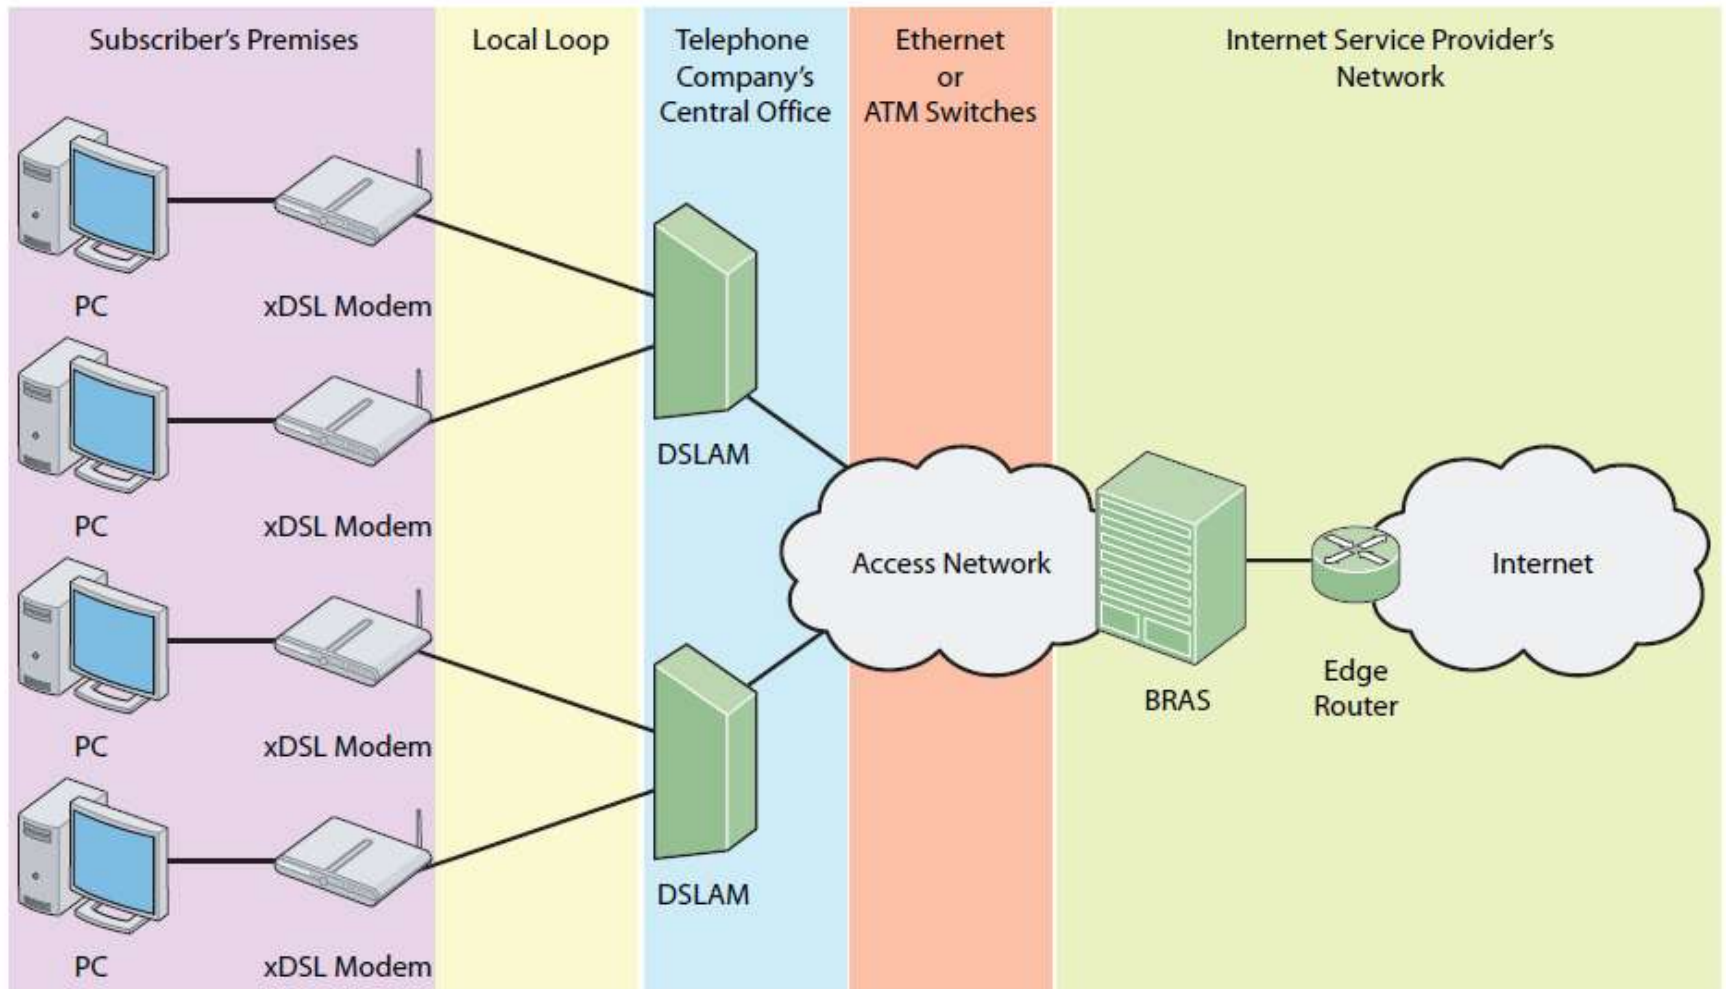 Subscriber's Premises
Local Loop
Telephone
Company's
Central Office
Ethernet
or
ATM Switches
Internet Service Provider's
Network
PC
xDSL Modem
PC
xDSL Modem
DSLAM
Access Network
Internet
BRAS
Edge
Router
PC
xDSL Modem
DSLAM
PC
xDSL Modem